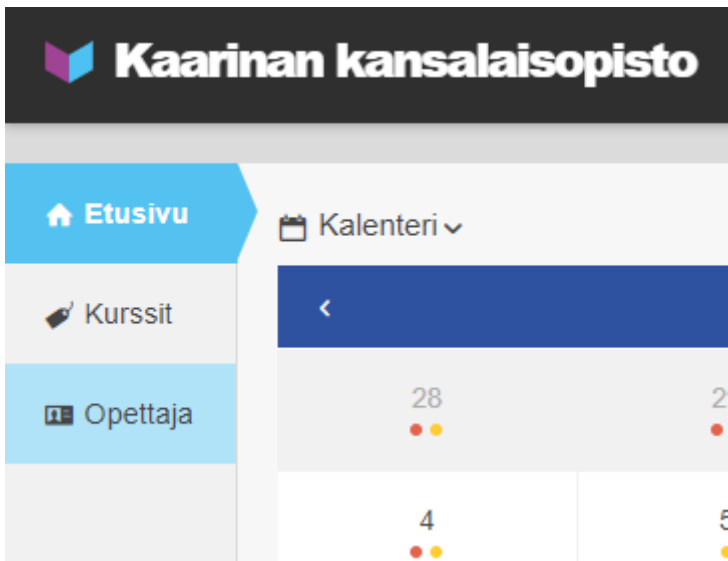 Kaarinan kansalaisopisto
Etusivu
Kalenteri
Kurssit
28
Opettaja
4